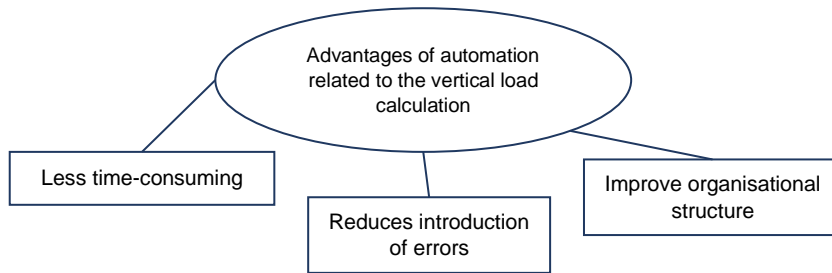 Advantages of automation
related to the vertical load
calculation
Less time-consuming
Reduces introduction
of errors
Improve organisational
structure